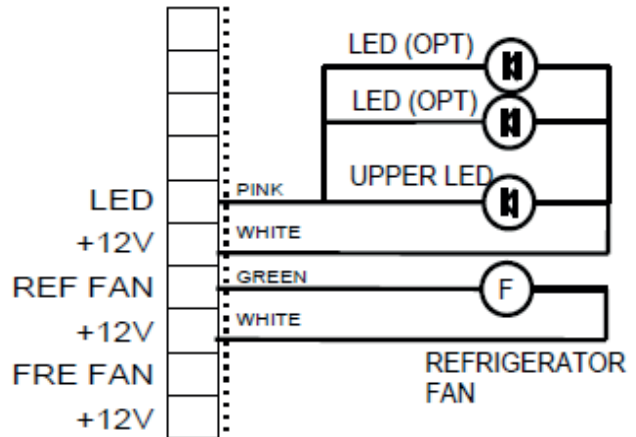 LED (OPT)
LED (OPT)
UPPER LED
LED
PINK
+12V
WHITE
REF FAN
GREEN
F
+12V
WHITE
REFRIGERATOR
FAN
FRE FAN
+12V